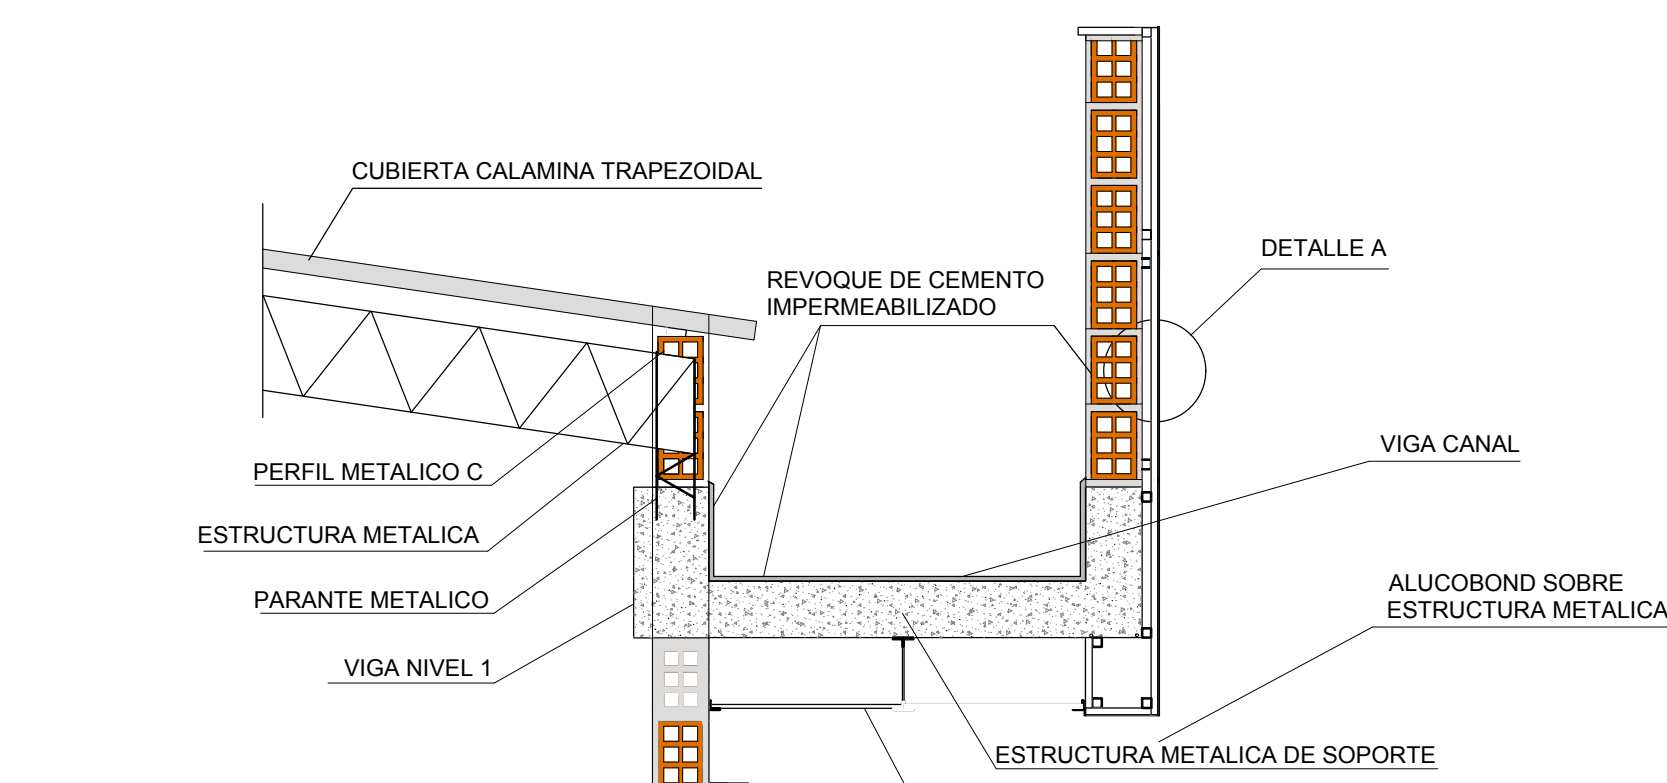 CUBIERTA CALAMINA TRAPEZOIDAL
DETALLE A
REVOQUE DE CEMENTO
IMPERMEABILIZADO
VIGA CANAL
PERFIL METALICO C
ESTRUCTURA METALICA
PARANTE METALICO
ALUCOBOND SOBRE
ESTRUCTURA METALICA
VIGA NIVEL 1
ESTRUCTURA METALICA DE SOPORTE